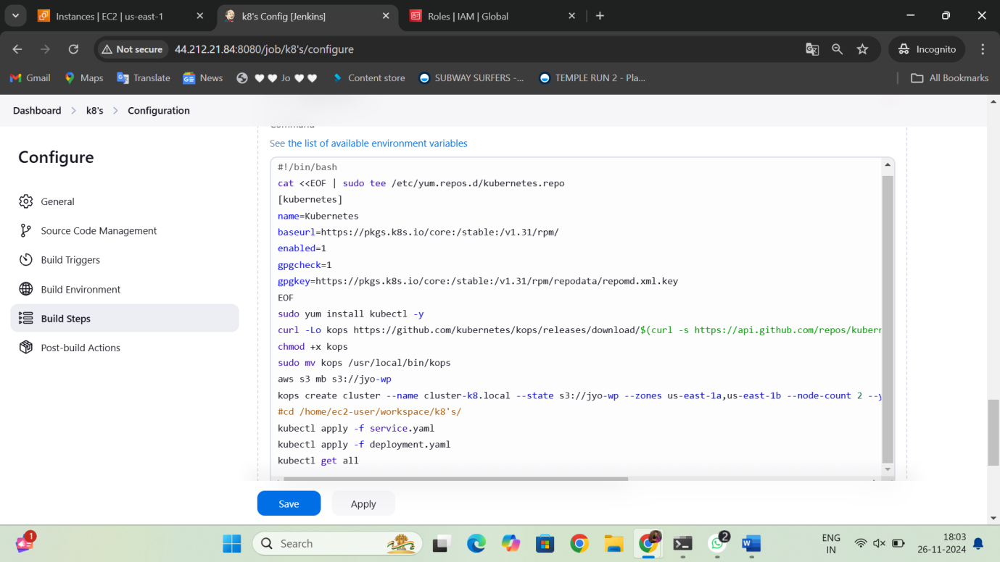 Instances | EC2 | us-east-1
k8's Config [Jenkins]
Roles | IAM | Global
Not secure
44.212.21.84:8080/job/k8's/configure
Incognito
Gmail
Maps
Translate
News
Jo
Content store
SUBWAY SURFERS -...
TEMPLE RUN 2 - Pla...
All Bookmarks
Dashboard > k8's > Configuration
Configure
General
Source Code Management
Build Triggers
Build Environment
Build Steps
Post-build Actions
Command
See the list of available environment variables
#!/bin/bash
cat <<EOF | sudo tee /etc/yum.repos.d/kubernetes.repo
[kubernetes]
name=Kubernetes
baseurl=https://pkgs.k8s.io/core:/stable:/v1.31/rpm/
enabled=1
gpgcheck=1
gpgkey=https://pkgs.k8s.io/core:/stable:/v1.31/rpm/repodata/repomd.xml.key
EOF
sudo yum install kubectl -y
curl -Lo kops https://github.com/kubernetes/kops/releases/download/$(curl -s https://api.github.com/repos/kubern
chmod +x kops
sudo mv kops /usr/local/bin/kops
aws s3 mb s3://jyo-wp
kops create cluster --name cluster-k8.local --state s3://jyo-wp --zones us-east-1a,us-east-1b --node-count 2 --y
#cd /home/ec2-user/workspace/k8's/
kubectl apply -f service.yaml
kubectl apply -f deployment.yaml
kubectl get all
Save
Apply
1
Search
2
ENG
IN
18:03
26-11-2024